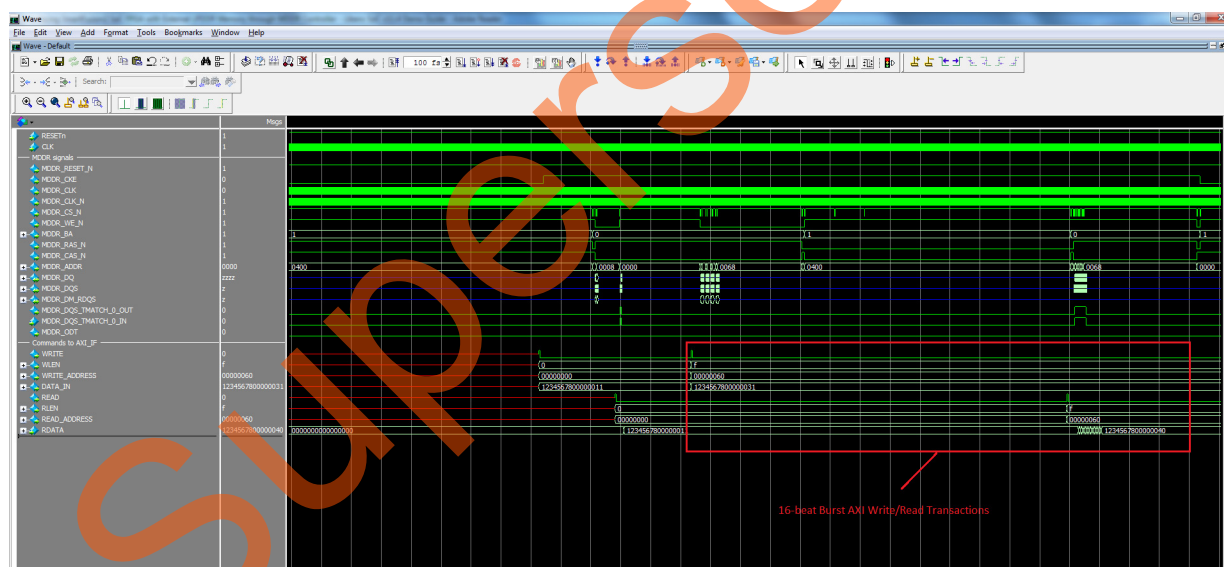 Wave
File Edit View Add Format Tools Bookmarks Window Help
Wave - Default
100 fs
Search:
Msgs
RESETn 1
CLK 1
MDDR signals
MDDR_RESET_N 1
MDDR_CKE 0
MDDR_CLK 0
MDDR_CLK_N 1
MDDR_CS_N 1
MDDR_WE_N 1
MDDR_BA 1 1 0 1 0 1
MDDR_RAS_N 1
MDDR_CAS_N 1
MDDR_ADDR 0000 0400 0008 0000 0068 0400 0068 0000
MDDR_DQ zzzz
MDDR_DQS z
MDDR_DM_RDQS z
MDDR_DQS_TMATCH_0_OUT 0
MDDR_DQS_TMATCH_0_IN 0
MDDR_ODT 0
Commands to AXI_IF
WRITE 0
WLEN f 0 f
WRITE_ADDRESS 00000060 00000000 00000060
DATA_IN 1234567800000031 1234567800000011 1234567800000031
READ 0
RLEN f 0 f
READ_ADDRESS 00000060 00000000 00000060
RDATA 1234567800000040 0000000000000000 1234567800000011 1234567800000040
16-beat Burst AXI Write/Read Transactions